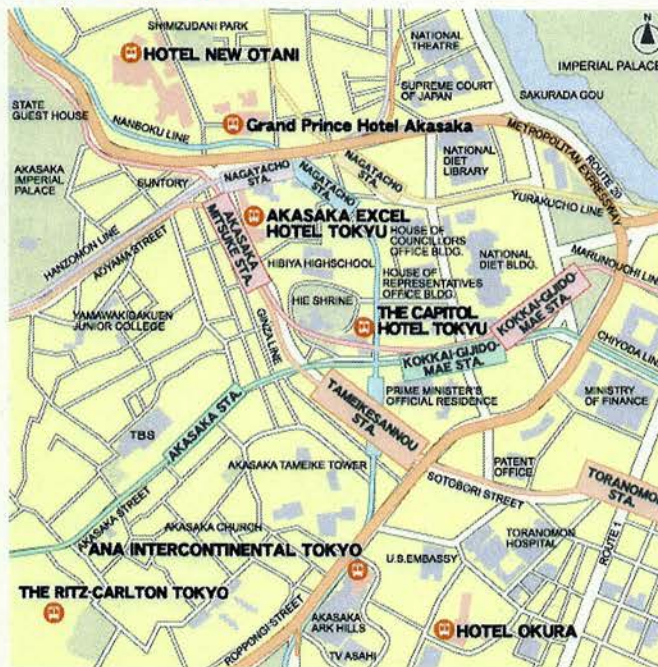 SHIMIZUDANI PARK
HOTEL NEW OTANI
NATIONAL
THEATRE
N
IMPERIAL PALACE
SUPREME COURT
OF JAPAN
SAKURADA GOU
STATE
GUEST HOUSE
NANBOKU LINE
Grand Prince Hotel Akasaka
METROPOLITAN EXPRESSWAY
ROUTE 20
NATIONAL
DIET
LIBRARY
AKASAKA
IMPERIAL
PALACE
SUNTORY
NAGATACHO
STA.
NAGATACHO
STA.
NAGATACHO
STA.
YURAKUCHO LINE
HANZOMON LINE
AOYAMA STREET
AKASAKA
MITSUKE STA.
AKASAKA EXCEL
HOTEL TOKYU
HOUSE OF
COUNCILLORS
OFFICE BLDG.
NATIONAL
DIET BLDG.
MARUNOUCHI LINE
HIBIYA HIGHSCHOOL
HOUSE OF
REPRESENTATIVES
OFFICE BLDG.
HIE SHRINE
YAMAWAKIGAKUEN
JUNIOR COLLEGE
GINZA LINE
THE CAPITOL
HOTEL TOKYU
KOKKAI-GIJIDO-
MAE STA.
KOKKAI-GIJIDO-
MAE STA.
CHIYODA LINE
AKASAKA STA.
TAMEIKESANNOU
STA.
PRIME MINISTER'S
OFFICIAL RESIDENCE
MINISTRY
OF FINANCE
TBS
AKASAKA TAMEIKE TOWER
PATENT
OFFICE
SOTOBORI STREET
TORANOMON
STA.
AKASAKA STREET
AKASAKA CHURCH
ANA INTERCONTINENTAL TOKYO
U.S.EMBASSY
TORANOMON
HOSPITAL
ROUTE 1
THE RITZ-CARLTON TOKYO
ROPPONGI-STREET
AKASAKA
ARK HILLS
HOTEL OKURA
TV ASAHI